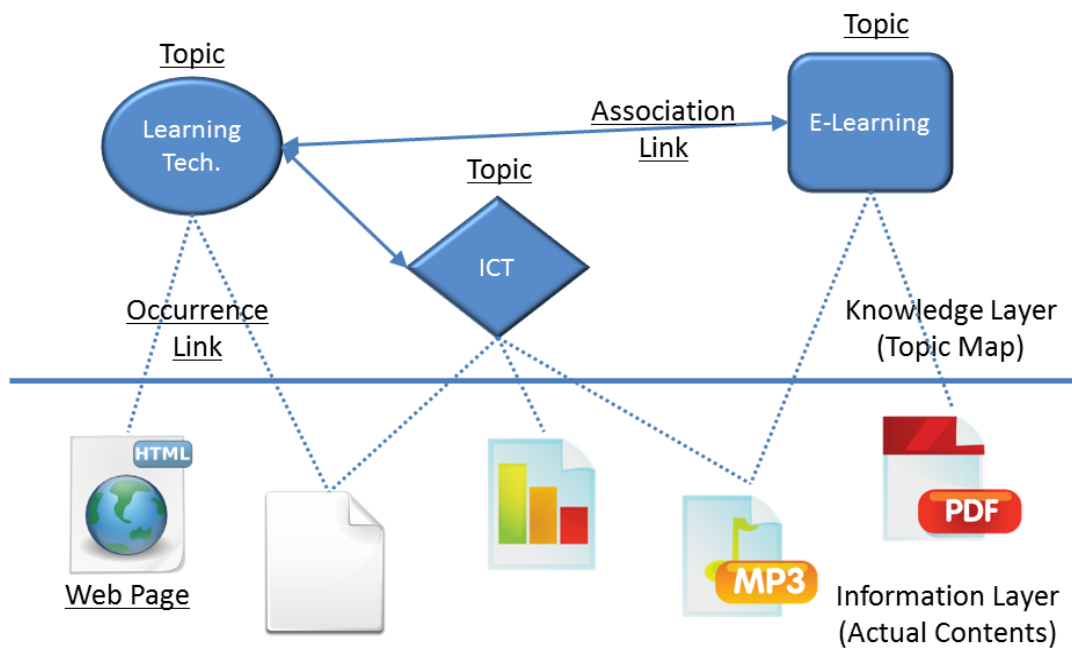 Topic
Topic
Learning
Tech.
Association
Link
E-Learning
Topic
ICT
Occurrence
Link
Knowledge Layer
(Topic Map)
HTML
PDF
MP3
Web Page
Information Layer
(Actual Contents)